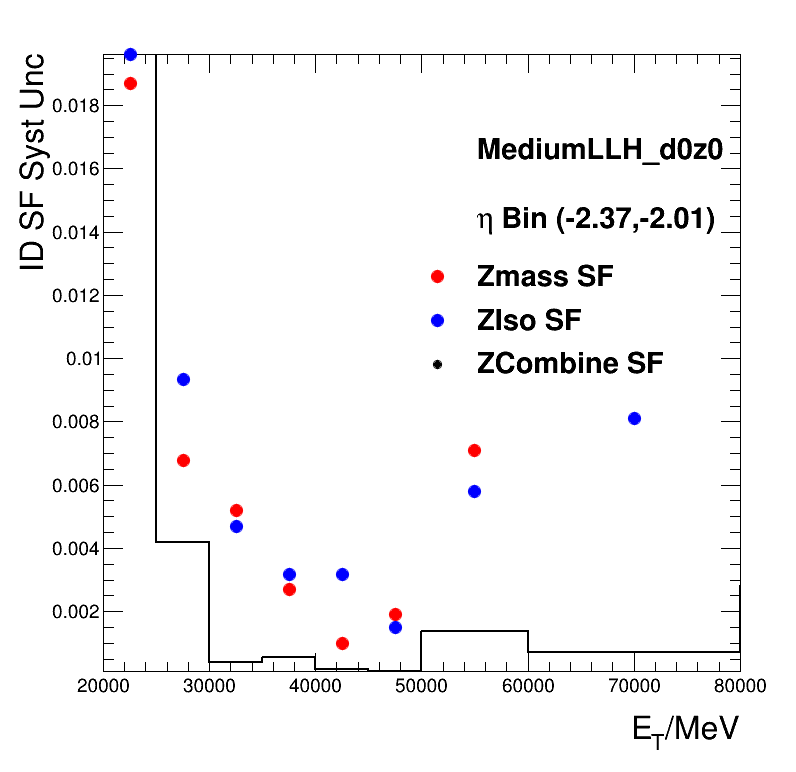 ID SF Syst Unc
0.018
0.016
0.014
0.012
0.01
0.008
0.006
0.004
0.002
MediumLLH_d0z0
η Bin (-2.37,-2.01)
Zmass SF
ZIso SF
ZCombine SF
20000 30000 40000 50000 60000 70000 80000
E_T/MeV